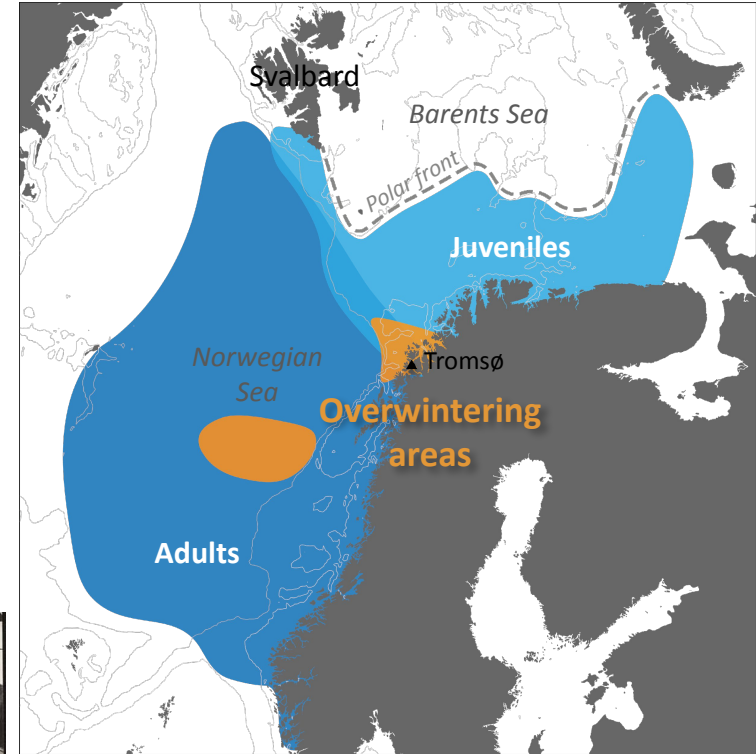 Svalbard
Barents Sea
Polar front
Juveniles
Norwegian
Sea
Tromsø
Overwintering
areas
Adults